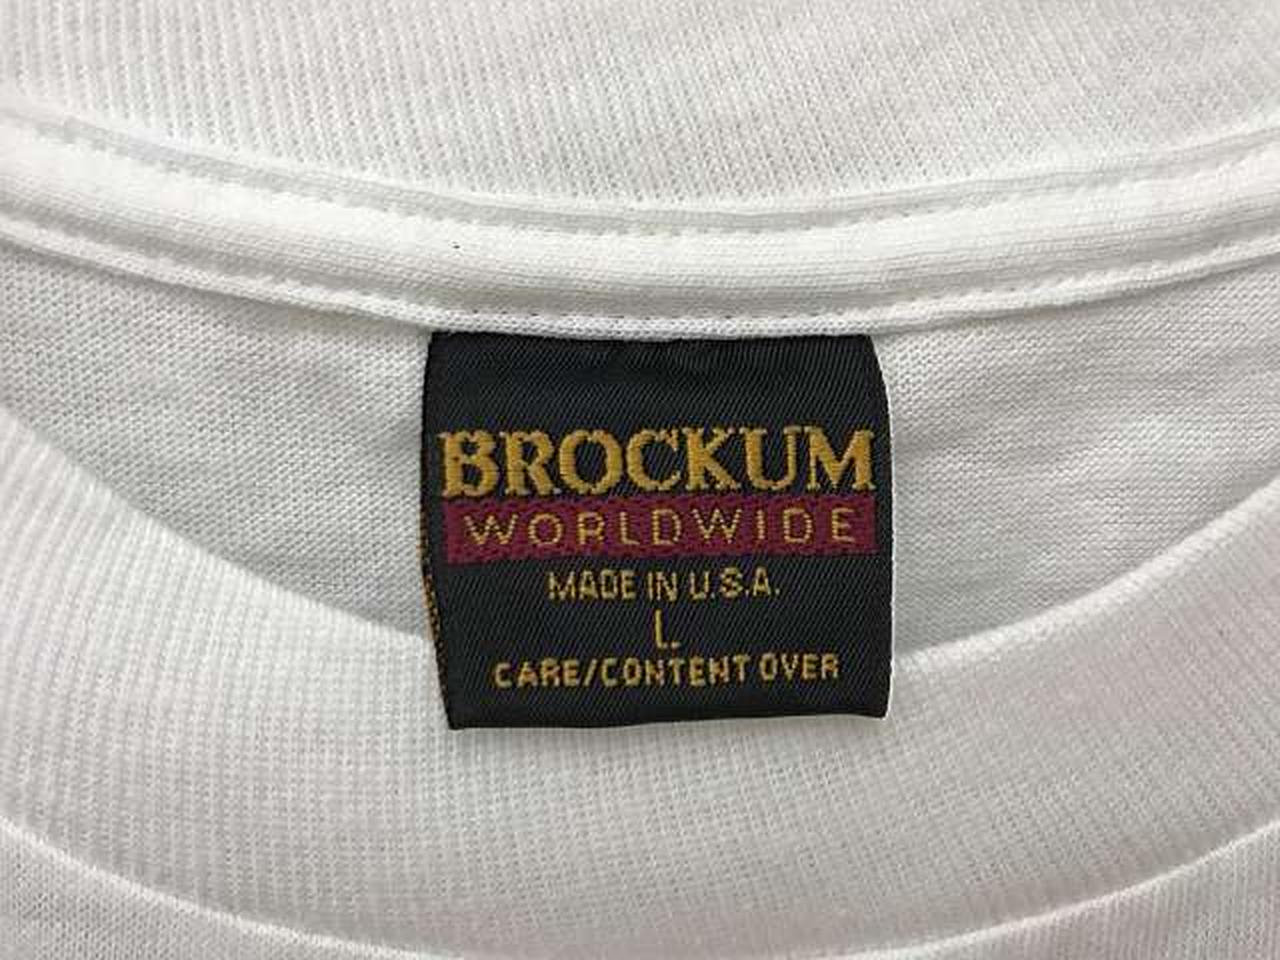 BROCKUM
WORLDWIDE
MADE IN U.S.A.
L.
CARE/CONTENT OVER